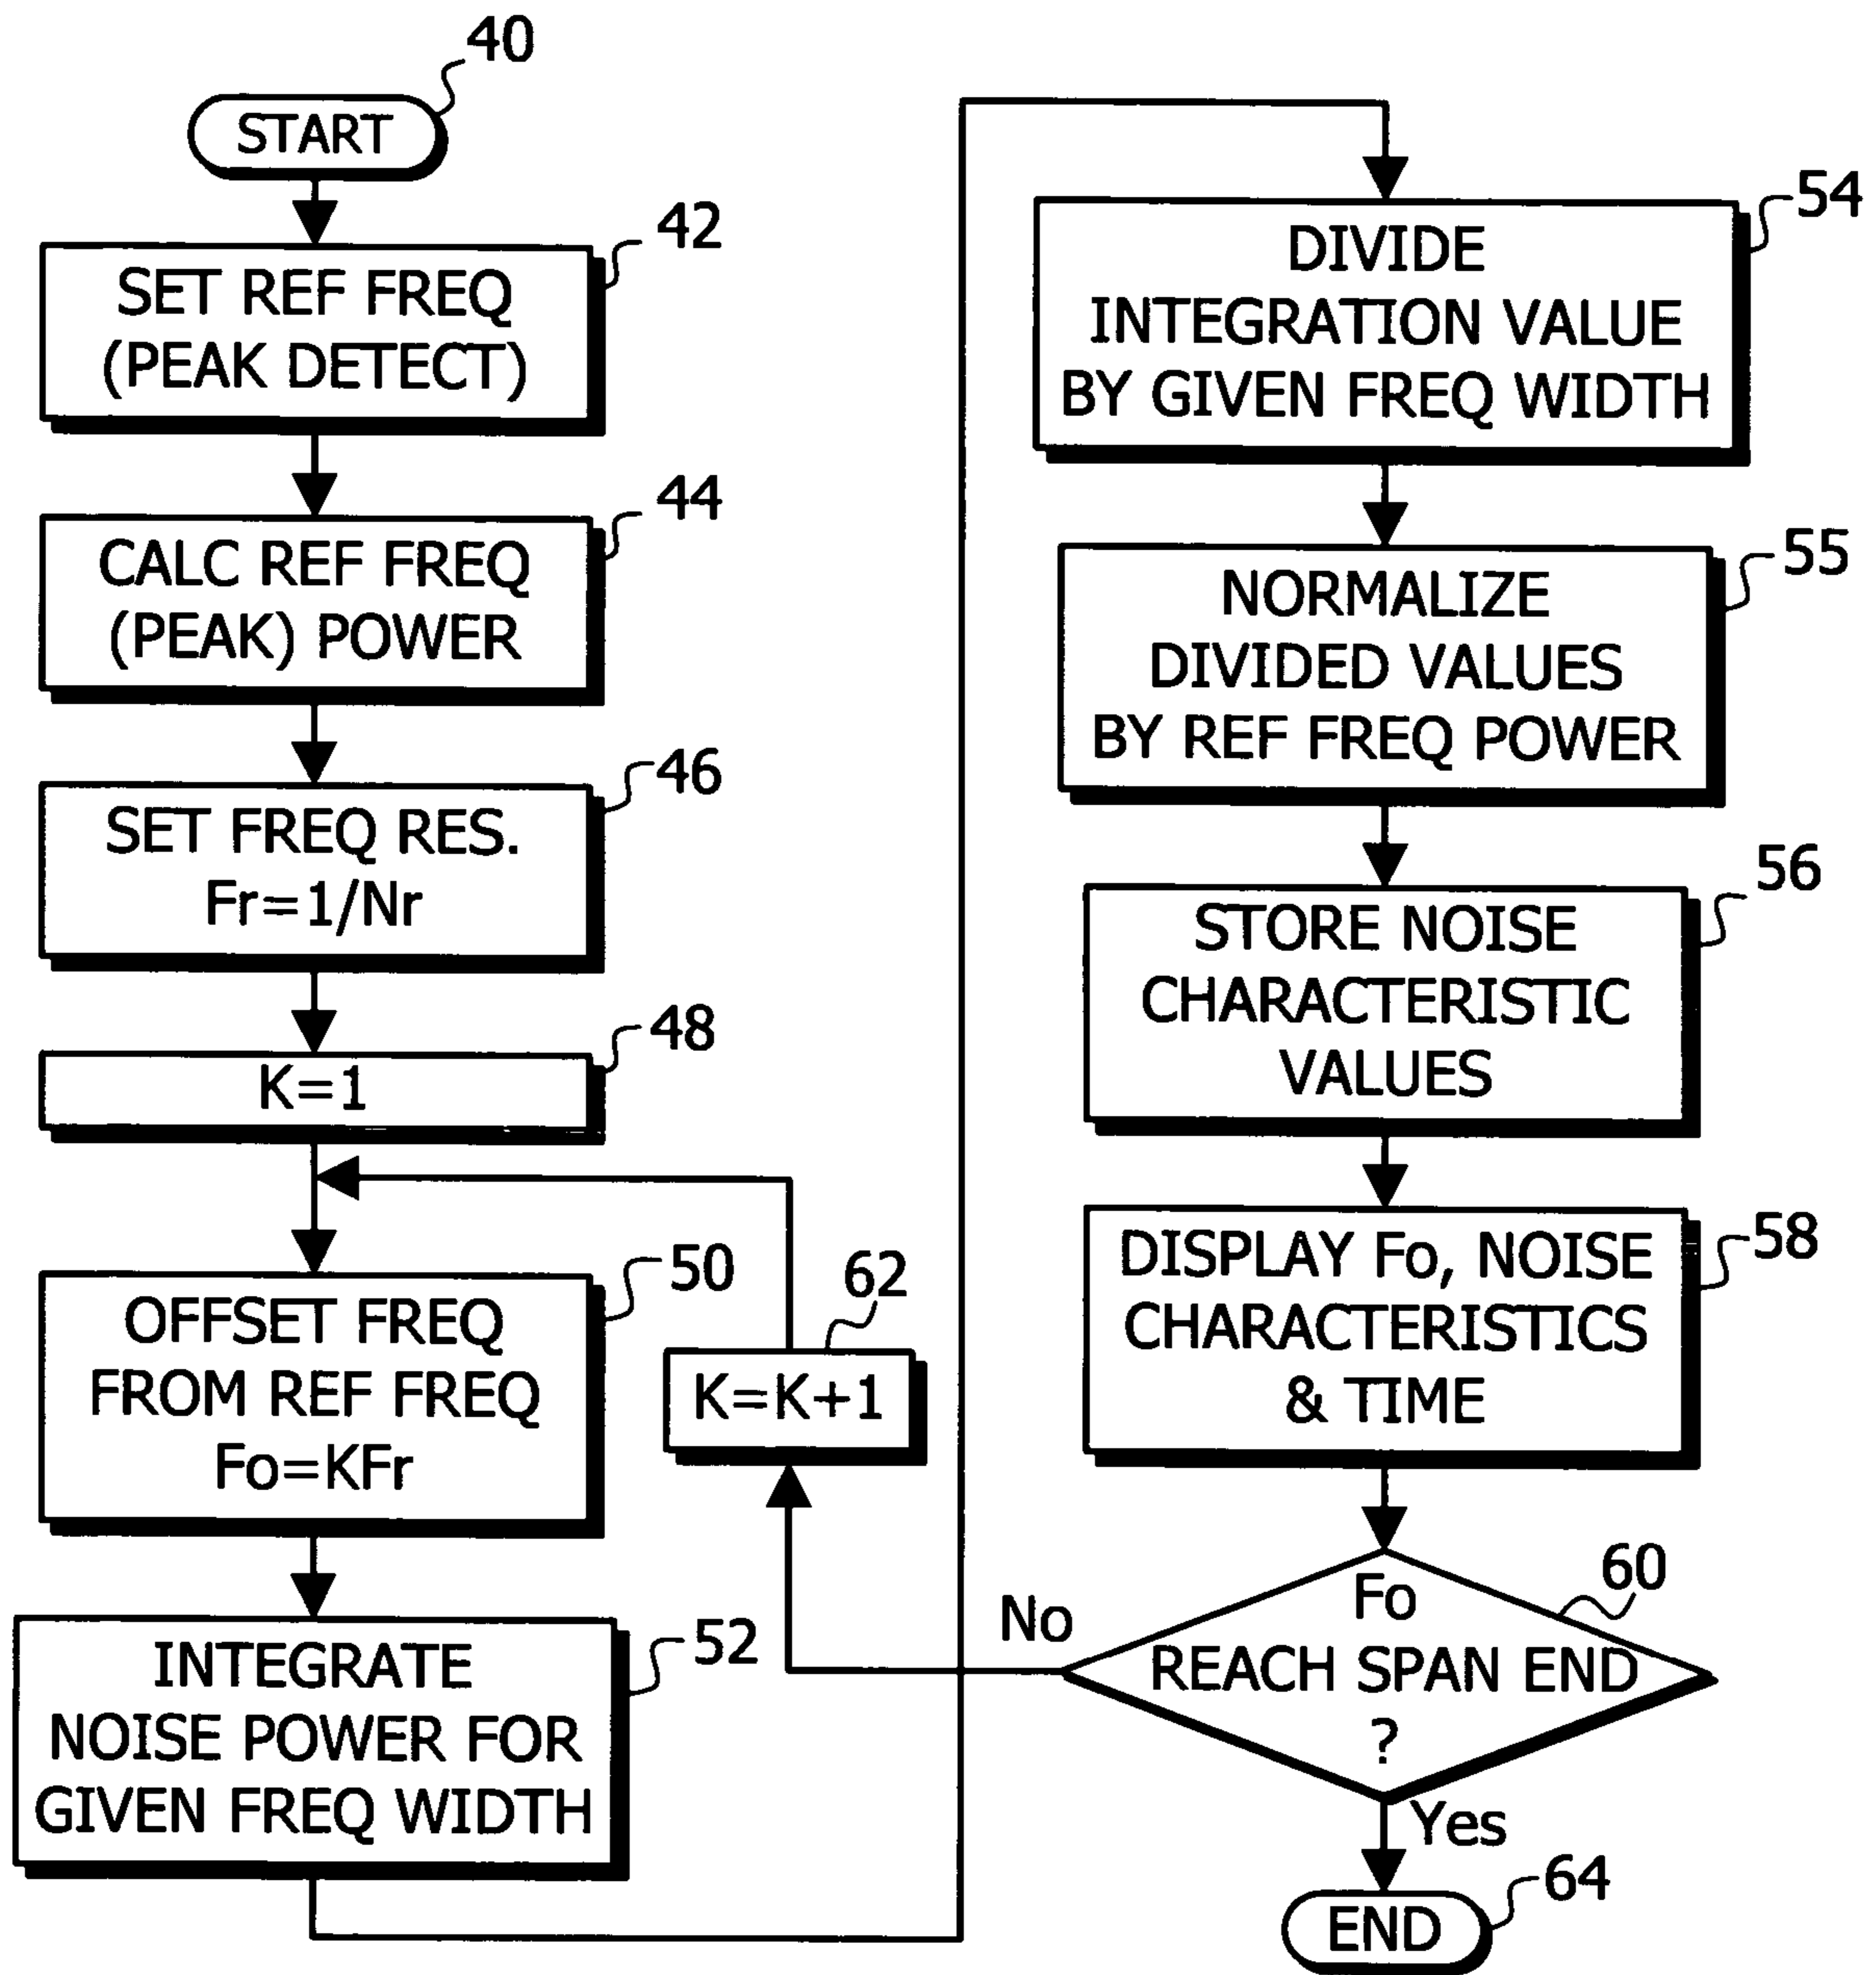 40
START
42
SET REF FREQ
(PEAK DETECT)
44
CALC REF FREQ
(PEAK) POWER
46
SET FREQ RES.
Fr=1/Nr
48
K=1
50
OFFSET FREQ
FROM REF FREQ
Fo=KFr
62
K=K+1
52
INTEGRATE
NOISE POWER FOR
GIVEN FREQ WIDTH
54
DIVIDE
INTEGRATION VALUE
BY GIVEN FREQ WIDTH
55
NORMALIZE
DIVIDED VALUES
BY REF FREQ POWER
56
STORE NOISE
CHARACTERISTIC
VALUES
58
DISPLAY Fo, NOISE
CHARACTERISTICS
& TIME
60
Fo
REACH SPAN END
?
No
Yes
64
END